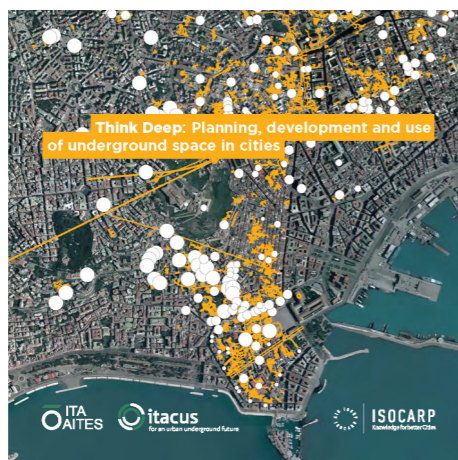 Think Deep: Planning, development and use
of underground space in cities
ITA
AITES
itacus
for an urban underground future
ISOCARP
Knowledge for better Cities